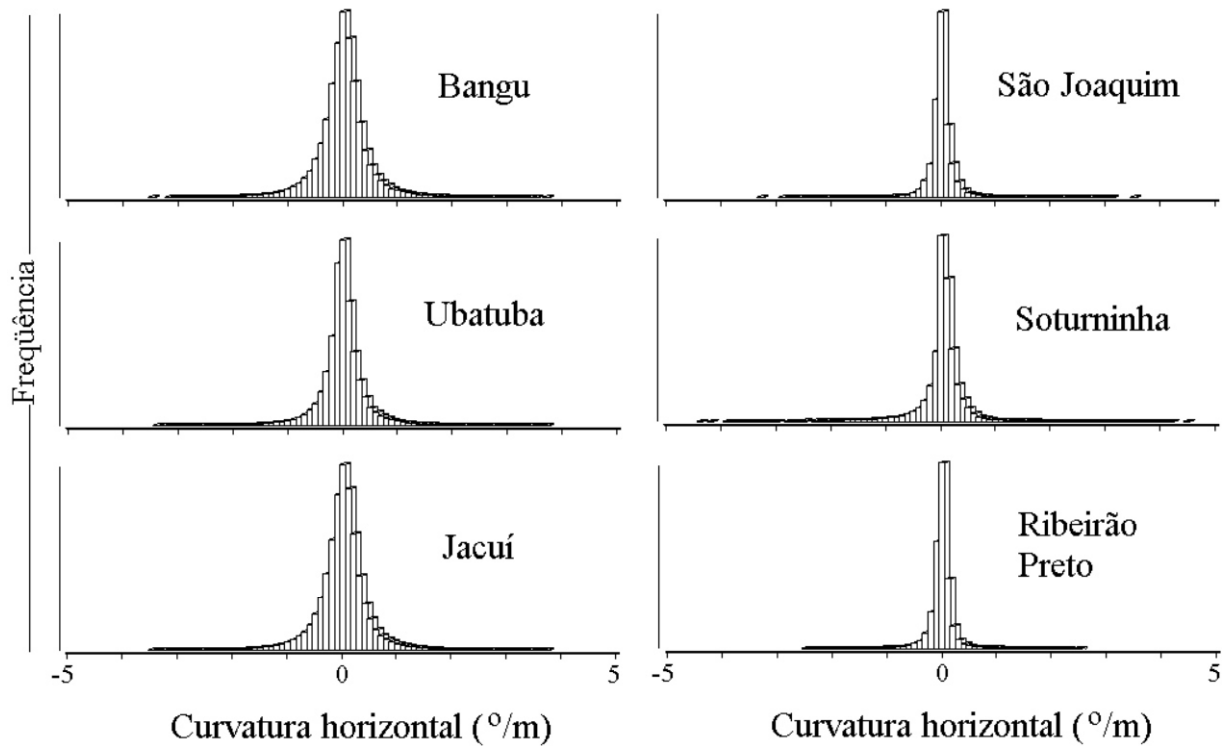 Freqüência
Bangu
São Joaquim
Ubatuba
Soturninha
Jacuí
Ribeirão
Preto
-5
0
5
-5
0
5
Curvatura horizontal (º/m)
Curvatura horizontal (º/m)